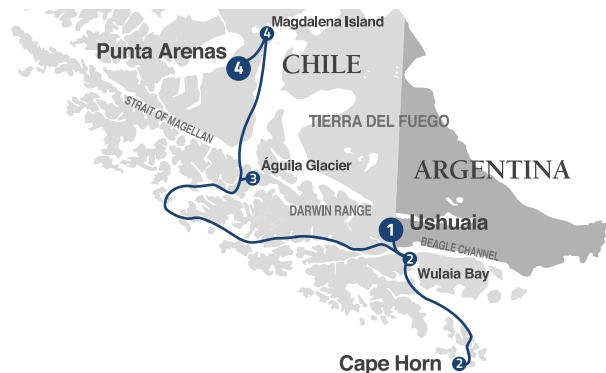 Magdalena Island
4
Punta Arenas
4
CHILE
STRAIT OF MAGELLAN
TIERRA DEL FUEGO
Águila Glacier
3
ARGENTINA
DARWIN RANGE
1
Ushuaia
BEAGLE CHANNEL
2
Wulaia Bay
Cape Horn
2